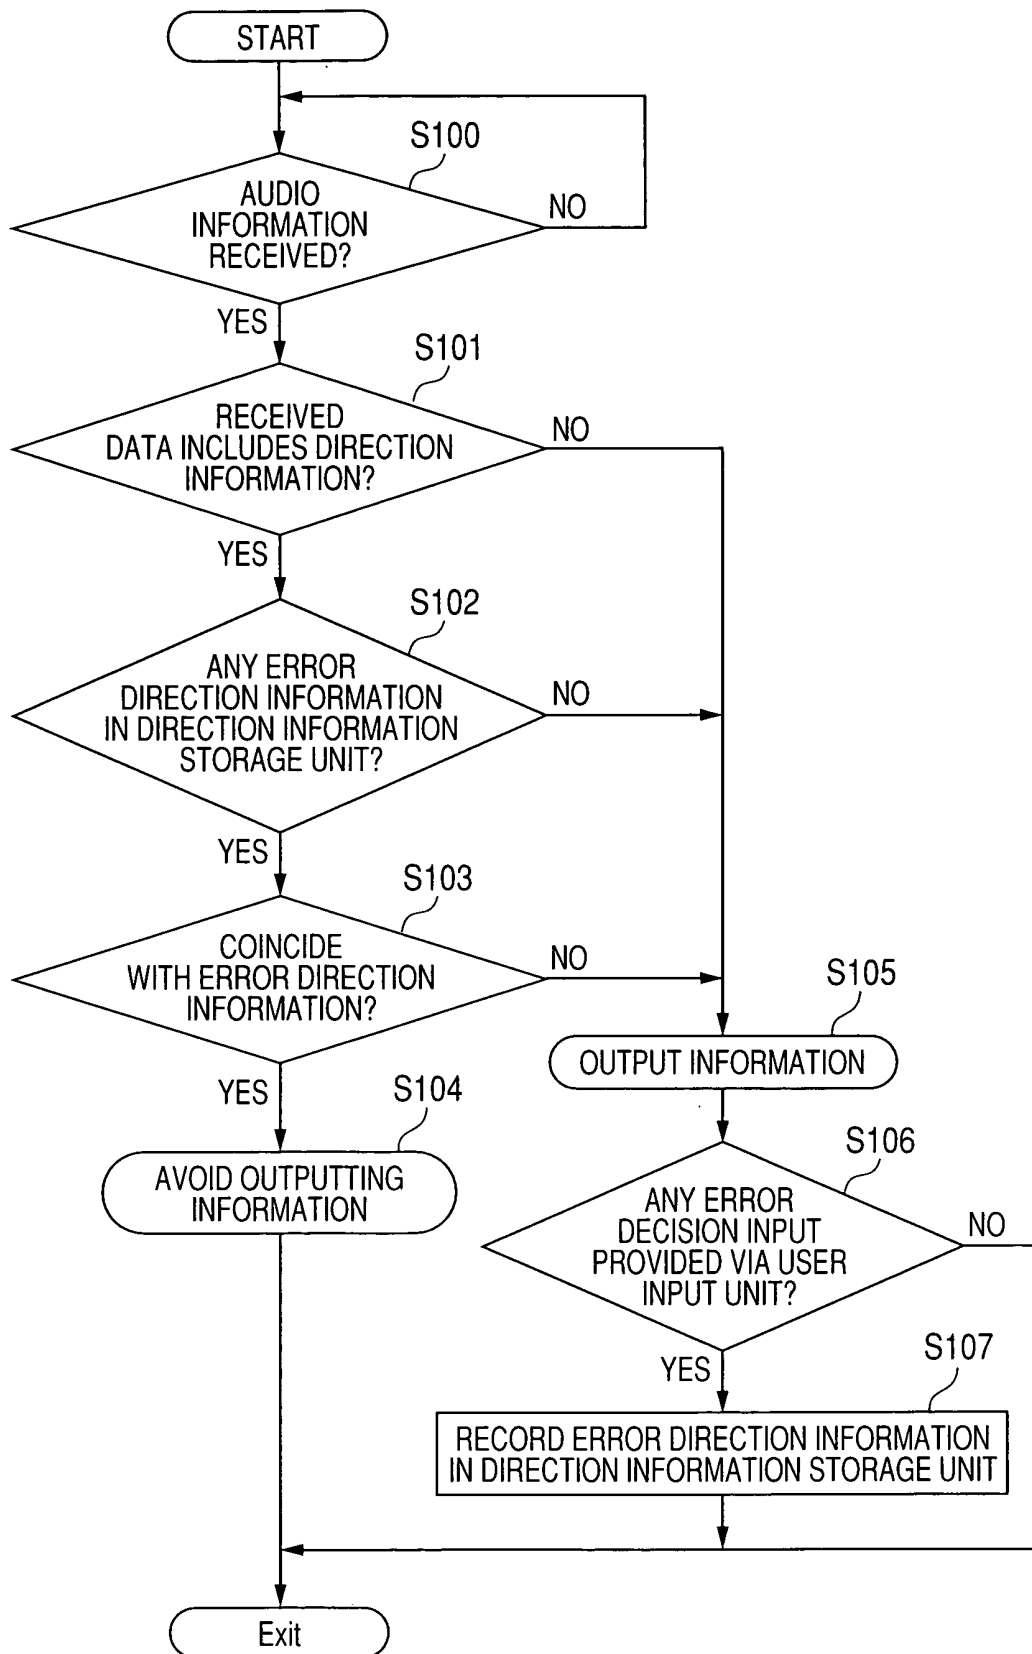 START
S100
AUDIO
INFORMATION
RECEIVED?
NO
YES
S101
RECEIVED
DATA INCLUDES DIRECTION
INFORMATION?
NO
YES
S102
ANY ERROR
DIRECTION INFORMATION
IN DIRECTION INFORMATION
STORAGE UNIT?
NO
YES
S103
COINCIDE
WITH ERROR DIRECTION
INFORMATION?
NO
YES
S104
AVOID OUTPUTTING
INFORMATION
S105
OUTPUT INFORMATION
S106
ANY ERROR
DECISION INPUT
PROVIDED VIA USER
INPUT UNIT?
NO
YES
S107
RECORD ERROR DIRECTION INFORMATION
IN DIRECTION INFORMATION STORAGE UNIT
Exit